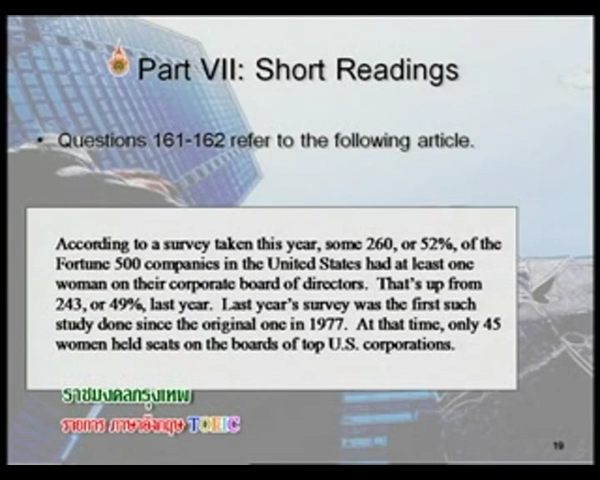 Part VII: Short Readings
• Questions 161-162 refer to the following article.
According to a survey taken this year, some 260, or 52%, of the
Fortune 500 companies in the United States had at least one
woman on their corporate board of directors. That's up from
243, or 49%, last year. Last year's survey was the first such
study done since the original one in 1977. At that time, only 45
women held seats on the boards of top U.S. corporations.
ราชมงคลกรุงเทพ
รายการ ภาษาอังกฤษ TOEIC
19